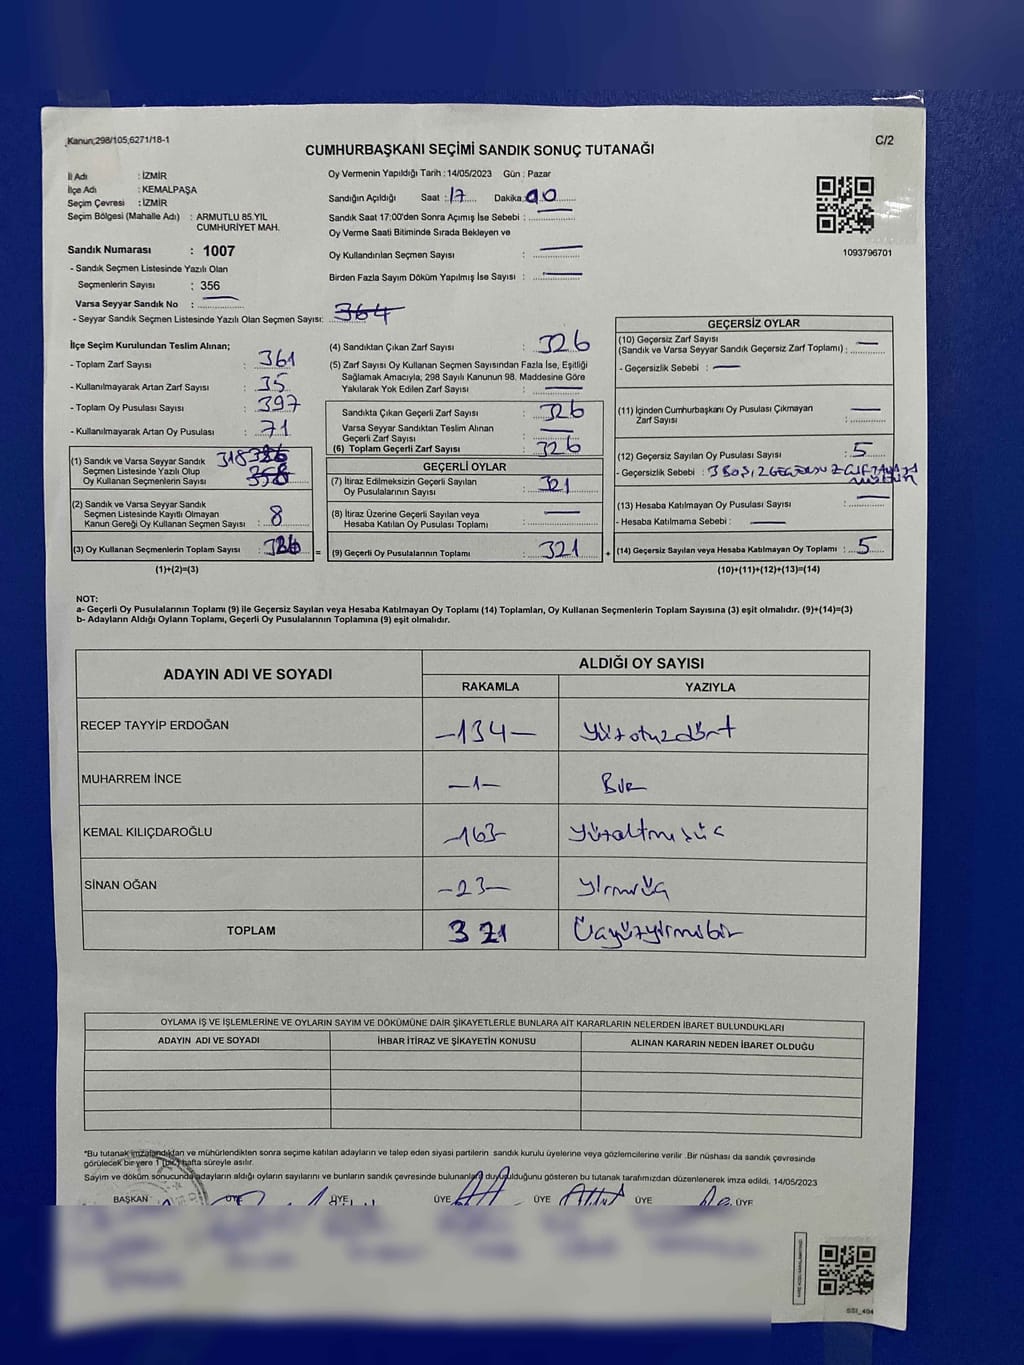 Kanun;298/105,6271/18-1
C/2
CUMHURBAŞKANI SEÇİMİ SANDIK SONUÇ TUTANAĞI
İl Adı : İZMİR
İlçe Adı : KEMALPAŞA
Seçim Çevresi : İZMİR
Seçim Bölgesi (Mahalle Adı) : ARMUTLU 85.YIL
CUMHURİYET MAH.
Sandık Numarası : 1007
- Sandık Seçmen Listesinde Yazılı Olan
Seçmenlerin Sayısı : 356
Varsa Seyyar Sandık No :
- Seyyar Sandık Seçmen Listesinde Yazılı Olan Seçmen Sayısı: 364
Oy Vermenin Yapıldığı Tarih : 14/05/2023 Gün : Pazar
Sandığın Açıldığı Saat : 17 Dakika 00
Sandık Saat 17:00'den Sonra Açımış İse Sebebi :
Oy Verme Saati Bitiminde Sırada Bekleyen ve
Oy Kullandırılan Seçmen Sayısı :
Birden Fazla Sayım Döküm Yapılmış İse Sayısı :
1093796701
İlçe Seçim Kurulundan Teslim Alınan;
- Toplam Zarf Sayısı : 361
- Kullanılmayarak Artan Zarf Sayısı : 35
- Toplam Oy Pusulası Sayısı : 397
- Kullanılmayarak Artan Oy Pusulası : 71
(1) Sandık ve Varsa Seyyar Sandık
Seçmen Listesinde Yazılı Olup
Oy Kullanan Seçmenlerin Sayısı 318
(2) Sandık ve Varsa Seyyar Sandık
Seçmen Listesinde Kayıtlı Olmayan
Kanun Gereği Oy Kullanan Seçmen Sayısı : 8
(3) Oy Kullanan Seçmenlerin Toplam Sayısı : 326 =
(1)+(2)=(3)
(4) Sandıktan Çıkan Zarf Sayısı : 326
(5) Zarf Sayısı Oy Kullanan Seçmen Sayısından Fazla İse, Eşitliği
Sağlamak Amacıyla; 298 Sayılı Kanunun 98. Maddesine Göre
Yakılarak Yok Edilen Zarf Sayısı :
Sandıkta Çıkan Geçerli Zarf Sayısı : 326
Varsa Seyyar Sandıktan Teslim Alınan
Geçerli Zarf Sayısı :
(6) Toplam Geçerli Zarf Sayısı : 326
GEÇERLİ OYLAR
(7) İtiraz Edilmeksizin Geçerli Sayılan
Oy Pusulalarının Sayısı : 321
(8) İtiraz Üzerine Geçerli Sayılan veya
Hesaba Katılan Oy Pusulası Toplamı :
(9) Geçerli Oy Pusulalarının Toplamı : 321 +
GEÇERSİZ OYLAR
(10) Geçersiz Zarf Sayısı
(Sandık ve Varsa Seyyar Sandık Geçersiz Zarf Toplamı) :
- Geçersizlik Sebebi :
(11) İçinden Cumhurbaşkanı Oy Pusulası Çıkmayan
Zarf Sayısı :
(12) Geçersiz Sayılan Oy Pusulası Sayısı : 5
- Geçersizlik Sebebi : 3 BOŞ, 2
(13) Hesaba Katılmayan Oy Pusulası Sayısı :
- Hesaba Katılmama Sebebi :
(14) Geçersiz Sayılan veya Hesaba Katılmayan Oy Toplamı : 5
(10)+(11)+(12)+(13)=(14)
NOT:
a- Geçerli Oy Pusulalarının Toplamı (9) ile Geçersiz Sayılan veya Hesaba Katılmayan Oy Toplamı (14) Toplamları, Oy Kullanan Seçmenlerin Toplam Sayısına (3) eşit olmalıdır. (9)+(14)=(3)
b- Adayların Aldığı Oyların Toplamı, Geçerli Oy Pusulalarının Toplamına (9) eşit olmalıdır.
ADAYIN ADI VE SOYADI ALDIĞI OY SAYISI
RAKAMLA YAZIYLA
RECEP TAYYİP ERDOĞAN -134- Yüzotuzdört
MUHARREM İNCE -1- Bir
KEMAL KILIÇDAROĞLU -163- Yüzaltmışüç
SİNAN OĞAN -23- Yirmiüç
TOPLAM 321 Üçyüzyirmibir
OYLAMA İŞ VE İŞLEMLERİNE VE OYLARIN SAYIM VE DÖKÜMÜNE DAİR ŞİKAYETLERLE BUNLARA AİT KARARLARIN NELERDEN İBARET BULUNDUKLARI
ADAYIN ADI VE SOYADI İHBAR İTİRAZ VE ŞİKAYETİN KONUSU ALINAN KARARIN NEDEN İBARET OLDUĞU
*Bu tutanak imzalandıktan ve mühürlendikten sonra seçime katılan adayların ve talep eden siyasi partilerin sandık kurulu üyelerine veya gözlemcilerine verilir .Bir nüshası da sandık çevresinde
görülecek bir yere 1 (bir) hafta süreyle asılır.
Sayım ve döküm sonucunda adayların aldığı oyların sayılarını ve bunların sandık çevresinde bulunanlara duyulduğunu gösteren bu tutanak tarafımızdan düzenlenerek imza edildi. 14/05/2023
BAŞKAN ÜYE ÜYE ÜYE ÜYE ÜYE ÜYE